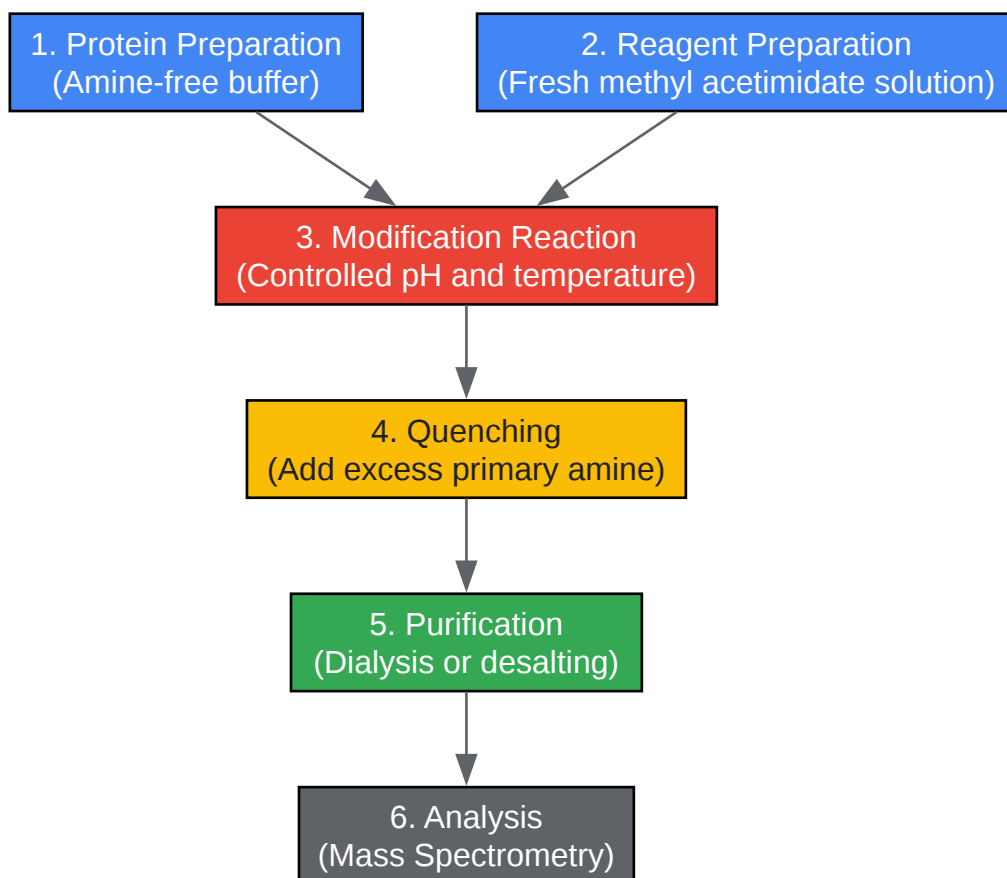 1. Protein Preparation
(Amine-free buffer)
2. Reagent Preparation
(Fresh methyl acetimidate solution)
3. Modification Reaction
(Controlled pH and temperature)
4. Quenching
(Add excess primary amine)
5. Purification
(Dialysis or desalting)
6. Analysis
(Mass Spectrometry)